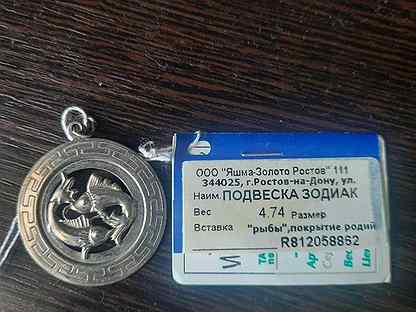 ООО "Яшма-Золото Ростов" 111
344025, г.Ростов-на-Дону, ул.
Наим. ПОДВЕСКА ЗОДИАК
Вес 4.74 Размер
Вставка "рыбы",покрытие родий
R812058862